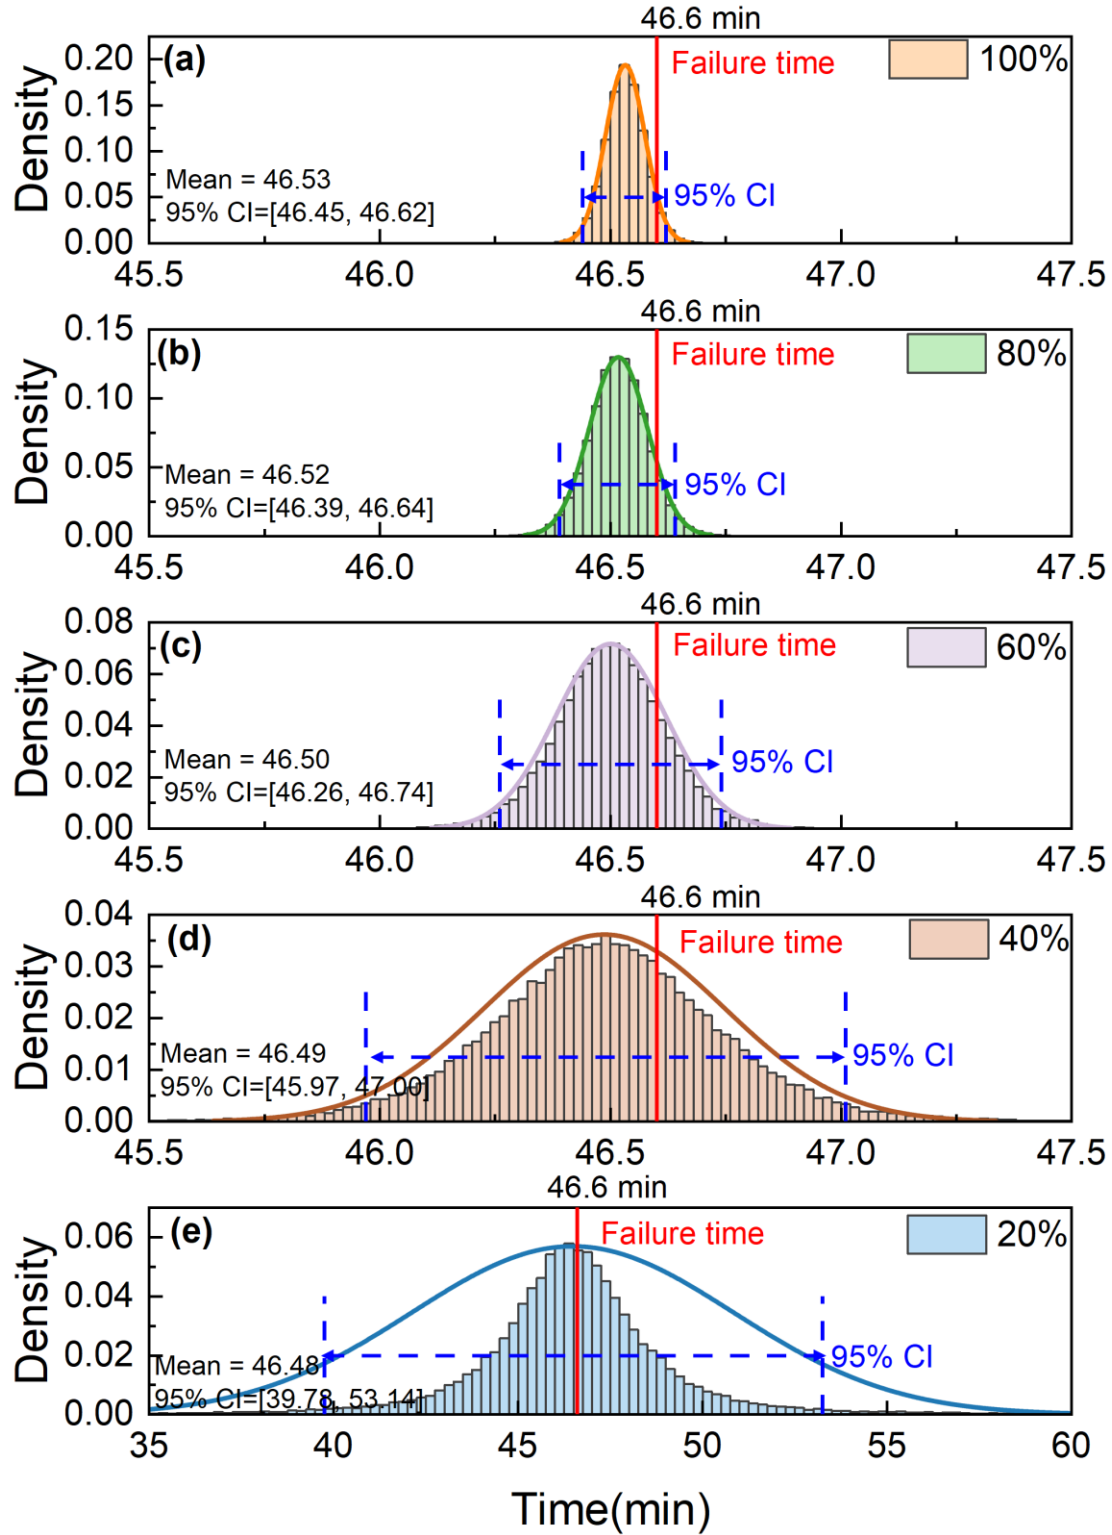 46.6 min
(a)
Failure time
100%
Density
0.20
0.15
0.10
0.05
0.00
Mean = 46.53
95% CI=[46.45, 46.62]
95% CI
45.5 46.0 46.5 47.0 47.5
46.6 min
(b)
Failure time
80%
Density
0.15
0.10
0.05
0.00
Mean = 46.52
95% CI=[46.39, 46.64]
95% CI
45.5 46.0 46.5 47.0 47.5
46.6 min
(c)
Failure time
60%
Density
0.08
0.06
0.04
0.02
0.00
Mean = 46.50
95% CI=[46.26, 46.74]
95% CI
45.5 46.0 46.5 47.0 47.5
46.6 min
(d)
Failure time
40%
Density
0.04
0.03
0.02
0.01
0.00
Mean = 46.49
95% CI=[45.97, 47.00]
95% CI
45.5 46.0 46.5 47.0 47.5
46.6 min
(e)
Failure time
20%
Density
0.06
0.04
0.02
0.00
Mean = 46.48
95% CI=[39.78, 53.14]
95% CI
35 40 45 50 55 60
Time(min)